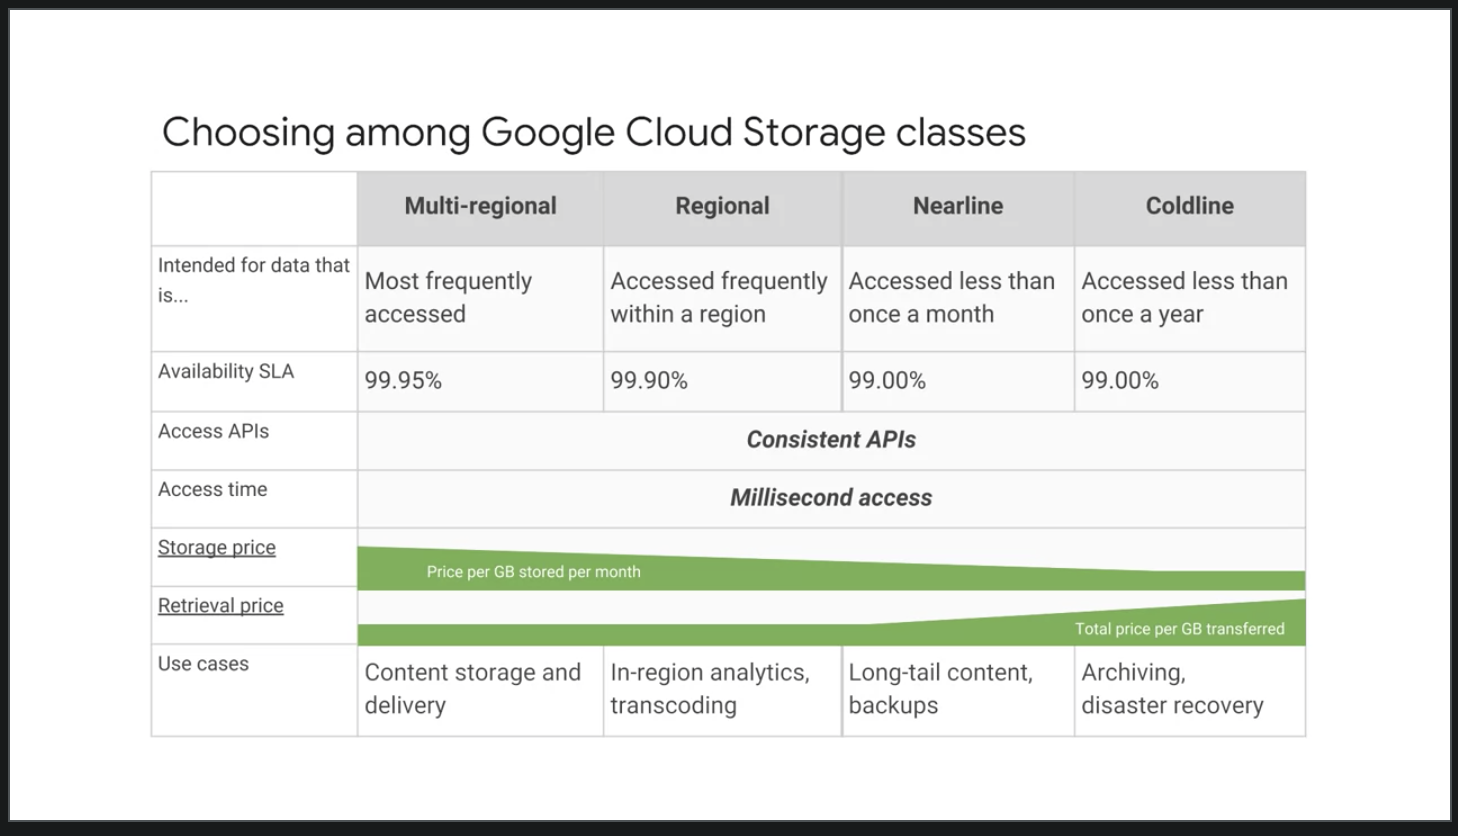 Choosing among Google Cloud Storage classes
Multi-regional
Regional
Nearline
Coldline
Intended for data that
is...
Most frequently
accessed
Accessed frequently
within a region
Accessed less than
once a month
Accessed less than
once a year
Availability SLA
99.95%
99.90%
99.00%
99.00%
Access APIs
Consistent APIs
Access time
Millisecond access
Storage price
Price per GB stored per month
Retrieval price
Total price per GB transferred
Use cases
Content storage and
delivery
In-region analytics,
transcoding
Long-tail content,
backups
Archiving,
disaster recovery